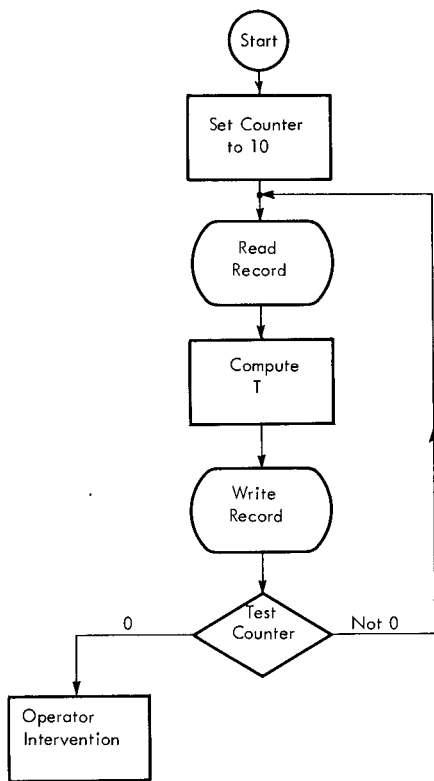 Start
Set Counter
to 10
Read
Record
Compute
T
Write
Record
Test
Counter
0
Not 0
Operator
Intervention